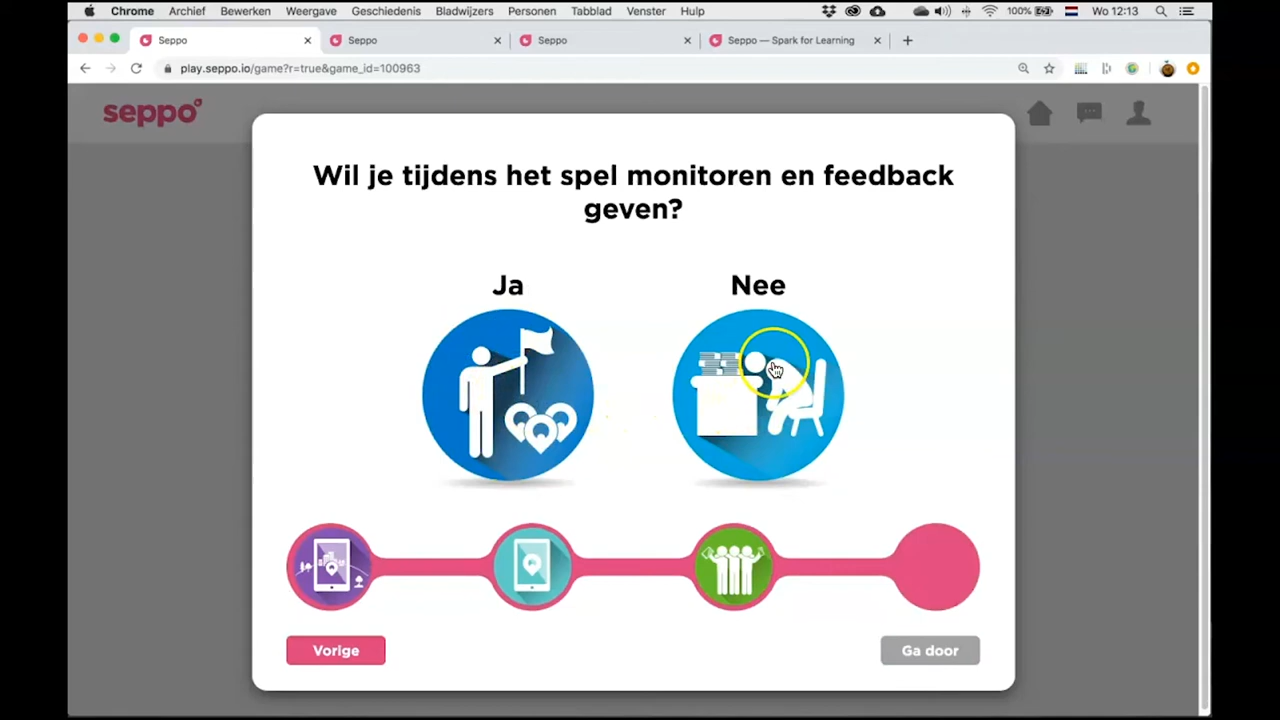 Chrome Archief Bewerken Weergave Geschiedenis Bladwijzers Personen Tabblad Venster Hulp 100% Wo 12:13
Seppo Seppo Seppo Seppo — Spark for Learning
play.seppo.io/game?r=true&game_id=100963
seppo
Wil je tijdens het spel monitoren en feedback
geven?
Ja Nee
Vorige Ga door